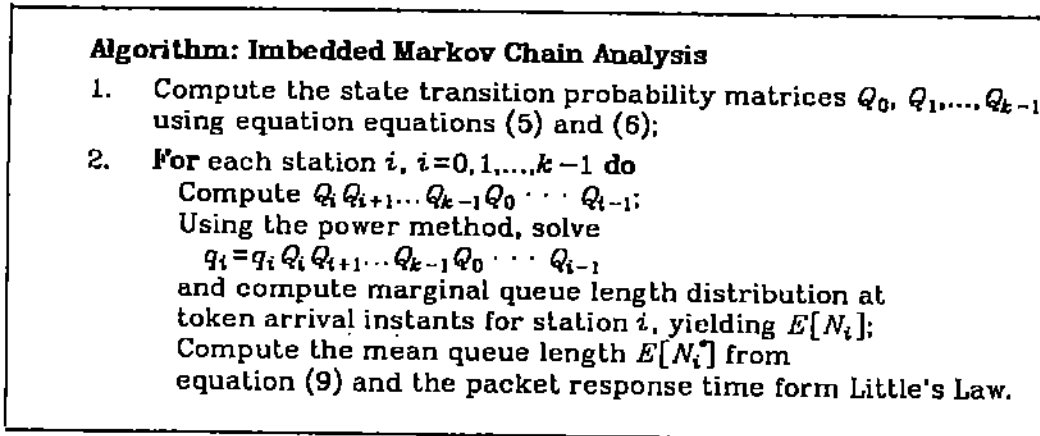 Algorithm: Imbedded Markov Chain Analysis
1. Compute the state transition probability matrices Q₀, Q₁,..., Qₖ₋₁
using equation equations (5) and (6);
2. For each station i, i=0,1,...,k−1 do
Compute QᵢQᵢ₊₁...Qₖ₋₁Q₀ · · · Qᵢ₋₁;
Using the power method, solve
qᵢ=qᵢQᵢQᵢ₊₁...Qₖ₋₁Q₀ · · · Qᵢ₋₁
and compute marginal queue length distribution at
token arrival instants for station i, yielding E[Nᵢ];
Compute the mean queue length E[Nᵢ*] from
equation (9) and the packet response time form Little's Law.